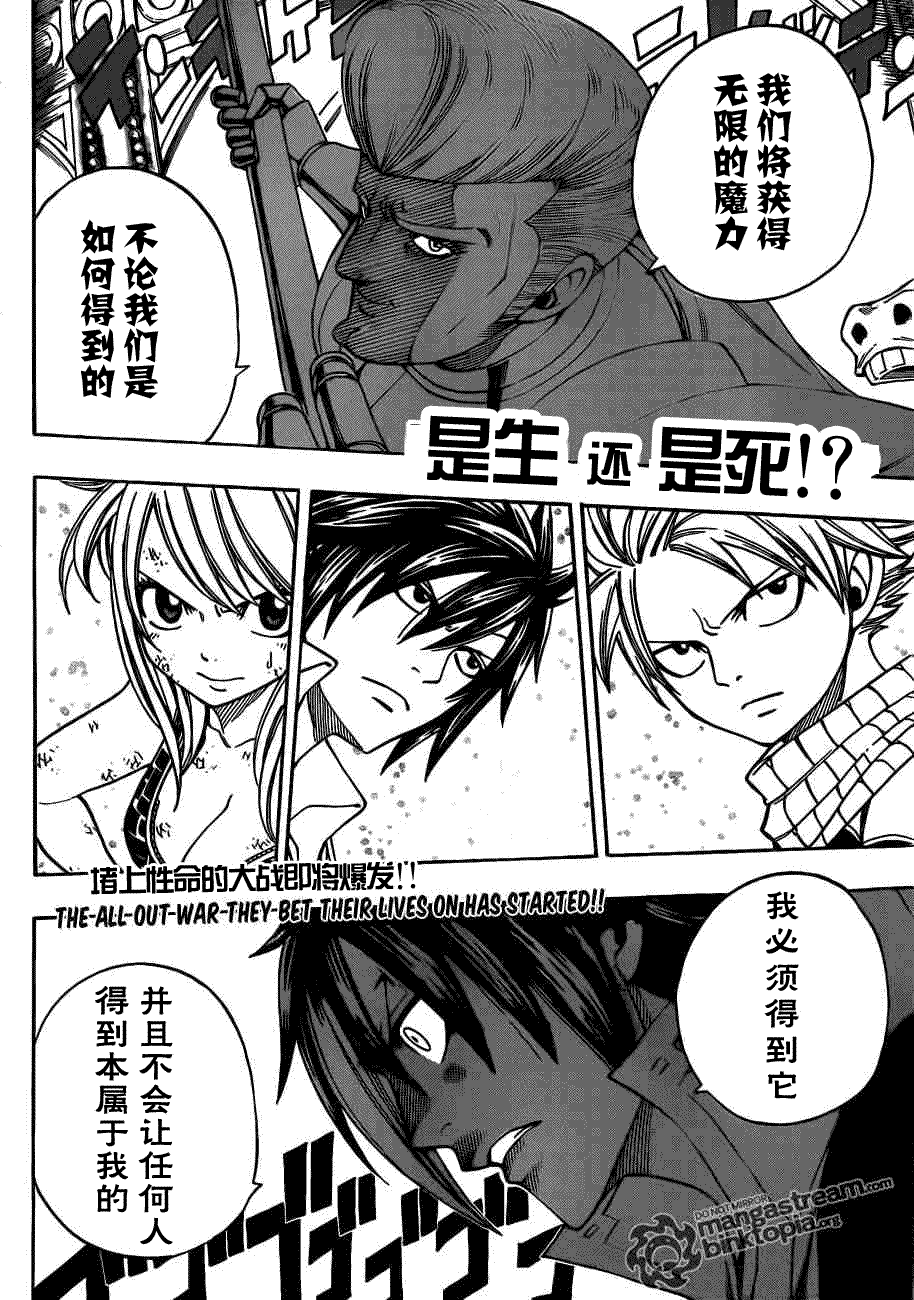 我们将获得
无限的魔力
不论我们是
如何得到的
是生 还 是死!?
堵上性命的大战即将爆发!!
THE-ALL-OUT-WAR-THEY-BET THEIR LIVES ON HAS STARTED!!
我必须得到它
并且不会让任何人
得到本属于我的
DO NOT MIRROR
mangastream.com
binktopia.org